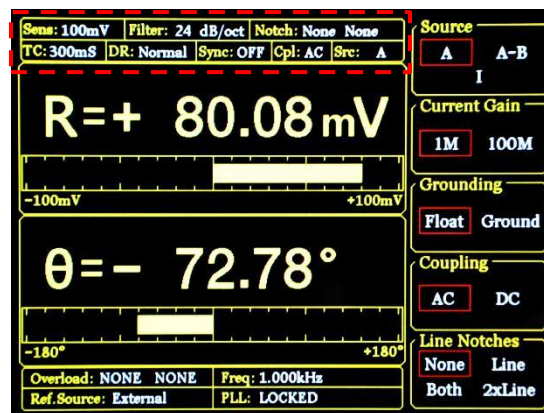 Sens: 100mV Filter: 24 dB/oct Notch: None None
TC: 300mS DR: Normal Sync: OFF Cpl: AC Src: A
R=+ 80.08 mV
-100mV +100mV
θ=- 72.78°
-180° +180°
Overload: NONE NONE Freq: 1.000kHz
Ref.Source: External PLL: LOCKED
Source
A A-B
I
Current Gain
1M 100M
Grounding
Float Ground
Coupling
AC DC
Line Notches
None Line
Both 2xLine